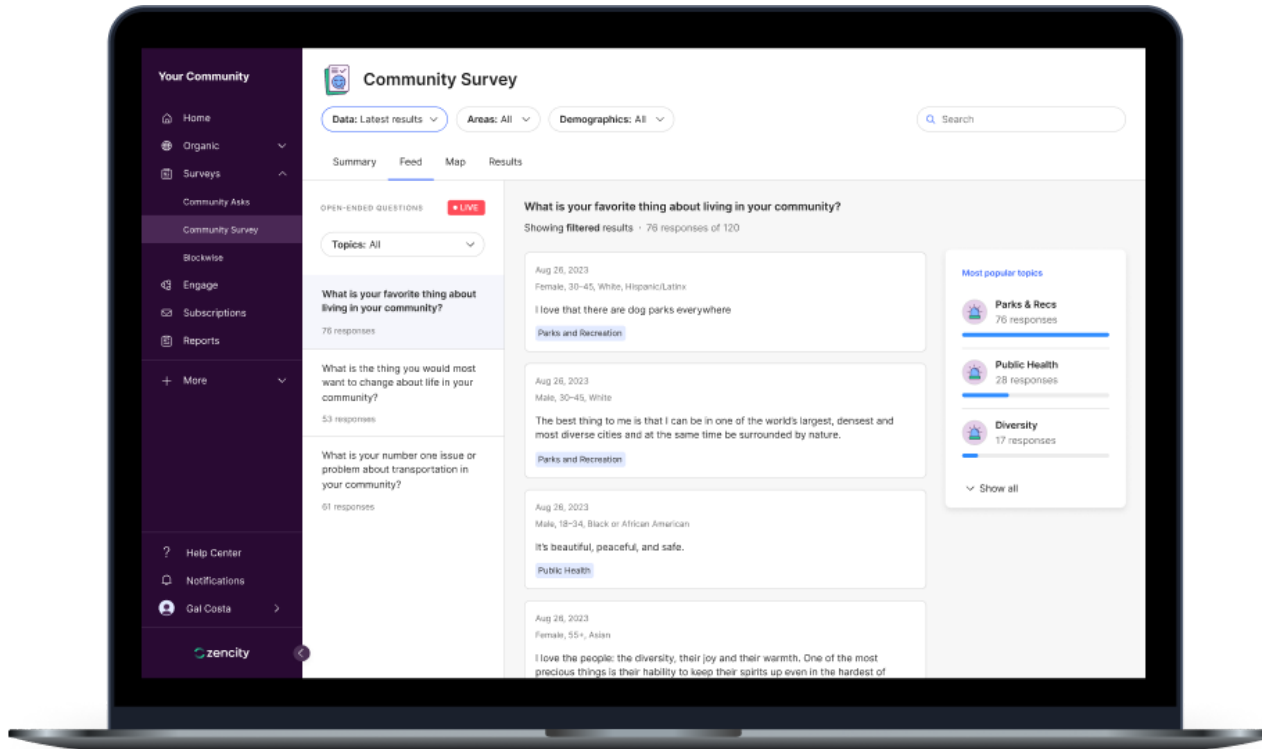 Your Community
Home
Organic
Surveys
Community Asks
Community Survey
Blockwise
Engage
Subscriptions
Reports
More
Help Center
Notifications
Gal Costa
zencity
Community Survey
Data: Latest results
Areas: All
Demographics: All
Search
Summary
Feed
Map
Results
OPEN-ENDED QUESTIONS
LIVE
Topics: All
What is your favorite thing about
living in your community?
76 responses
What is the thing you would most
want to change about life in your
community?
53 responses
What is your number one issue or
problem about transportation in
your community?
61 responses
What is your favorite thing about living in your community?
Showing filtered results · 76 responses of 120
Aug 26, 2023
Female, 30-45, White, Hispanic/Latinx
I love that there are dog parks everywhere
Parks and Recreation
Aug 26, 2023
Male, 30-45, White
The best thing to me is that I can be in one of the world's largest, densest and
most diverse cities and at the same time be surrounded by nature.
Parks and Recreation
Aug 26, 2023
Male, 18-34, Black or African American
It's beautiful, peaceful, and safe.
Public Health
Aug 26, 2023
Female, 55+, Asian
I love the people: the diversity, their joy and their warmth. One of the most
precious things is their hability to keep their spirits up even in the hardest of
Most popular topics
Parks & Recs
76 responses
Public Health
28 responses
Diversity
17 responses
Show all